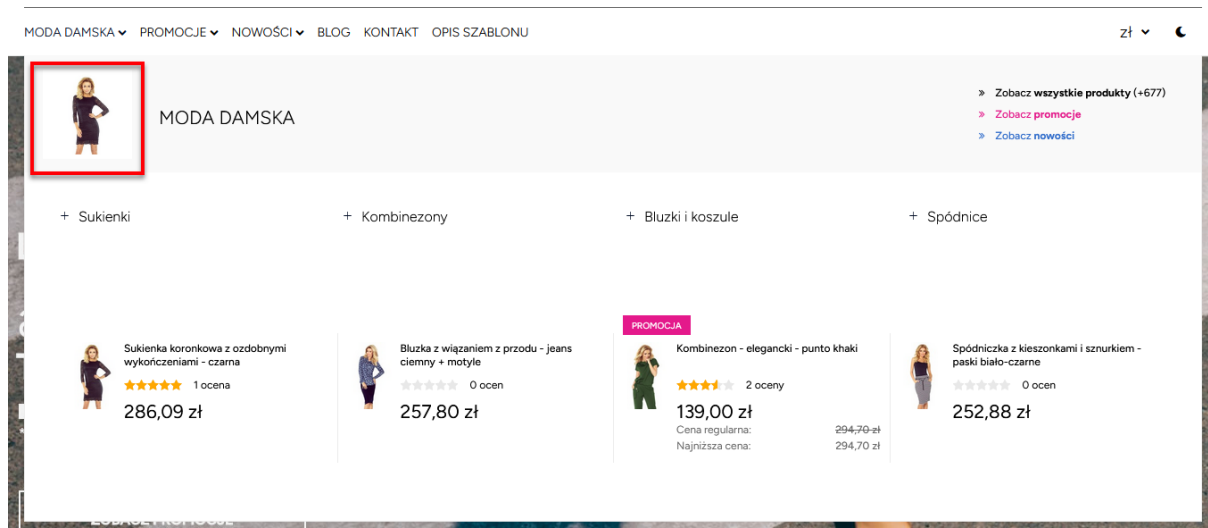 MODA DAMSKA PROMOCJE NOWOŚCI BLOG KONTAKT OPIS SZABLONU zł
MODA DAMSKA
» Zobacz wszystkie produkty (+677)
» Zobacz promocje
» Zobacz nowości
+ Sukienki
+ Kombinezony
+ Bluzki i koszule
+ Spódnice
Sukienka koronkowa z ozdobnymi
wykończeniami - czarna
1 ocena
286,09 zł
Bluzka z wiązaniem z przodu - jeans
ciemny + motyle
0 ocen
257,80 zł
PROMOCJA
Kombinezon - elegancki - punto khaki
2 oceny
139,00 zł
Cena regularna: 294,70 zł
Najniższa cena: 294,70 zł
Spódniczka z kieszonkami i sznurkiem -
paski biało-czarne
0 ocen
252,88 zł
ZOBACZ PROMOCJE